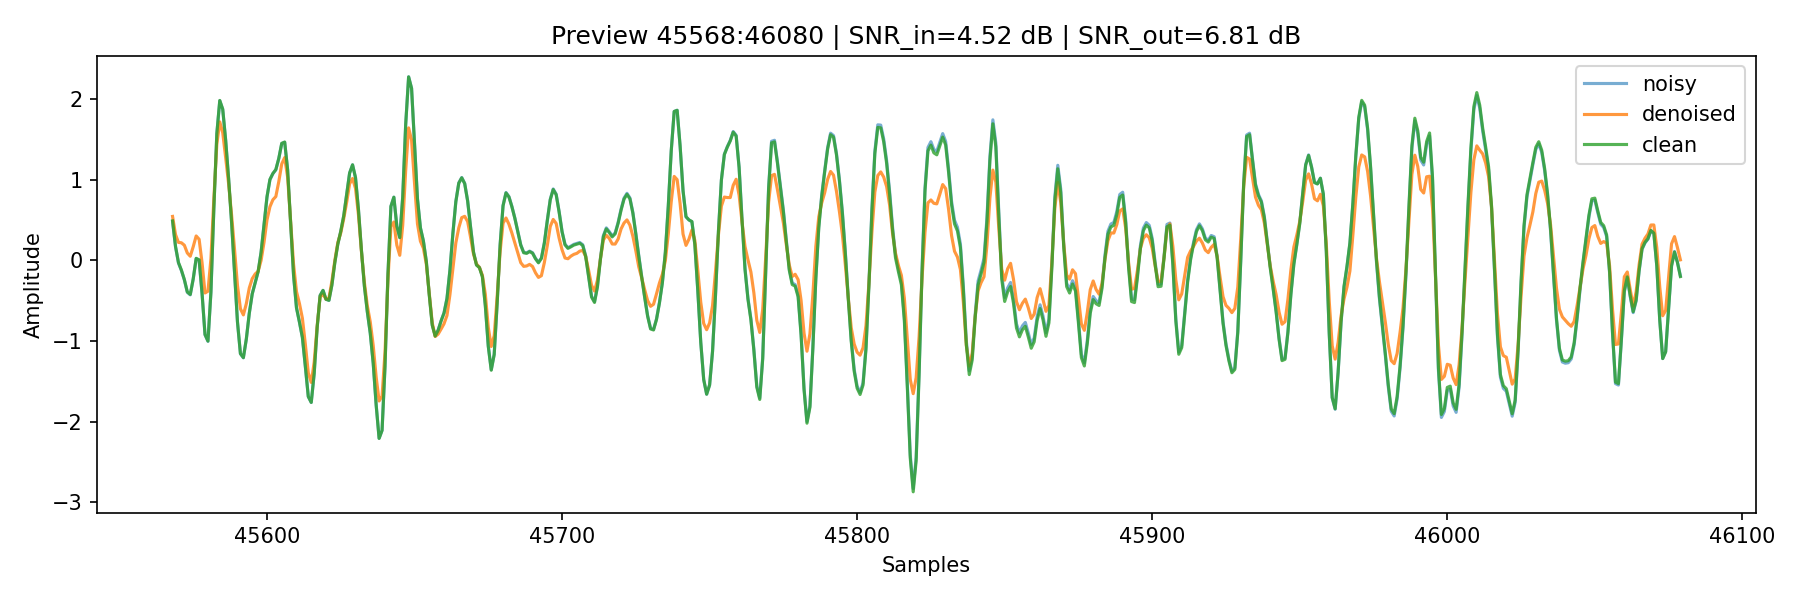 Preview 45568:46080 | SNR_in=4.52 dB | SNR_out=6.81 dB
noisy
denoised
clean
Amplitude
2
1
0
−1
−2
−3
45600 45700 45800 45900 46000 46100
Samples